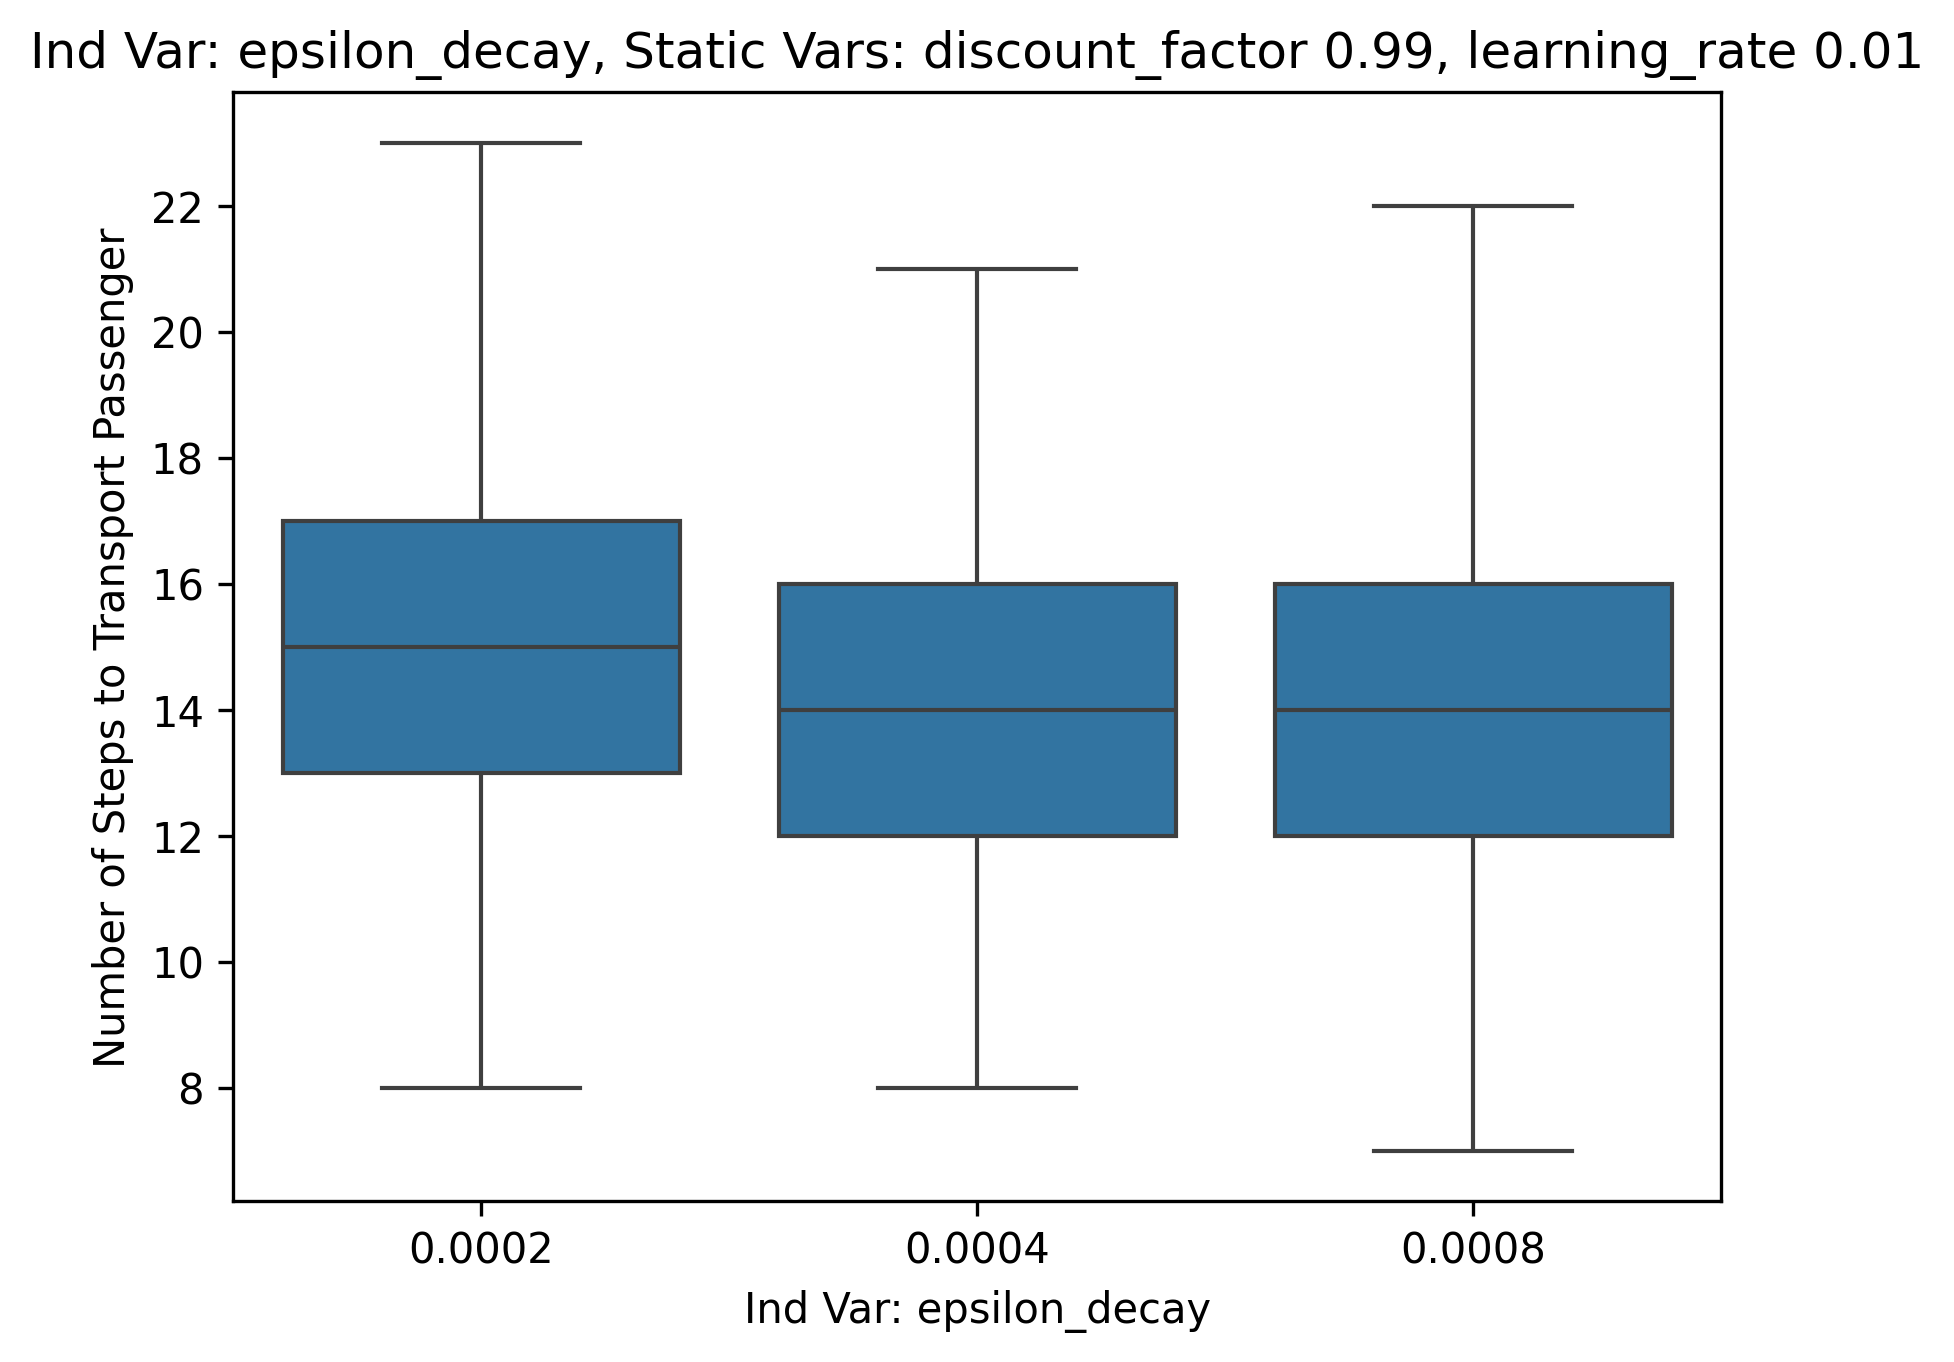 Ind Var: epsilon_decay, Static Vars: discount_factor 0.99, learning_rate 0.01
Number of Steps to Transport Passenger
22
20
18
16
14
12
10
8
0.0002 0.0004 0.0008
Ind Var: epsilon_decay